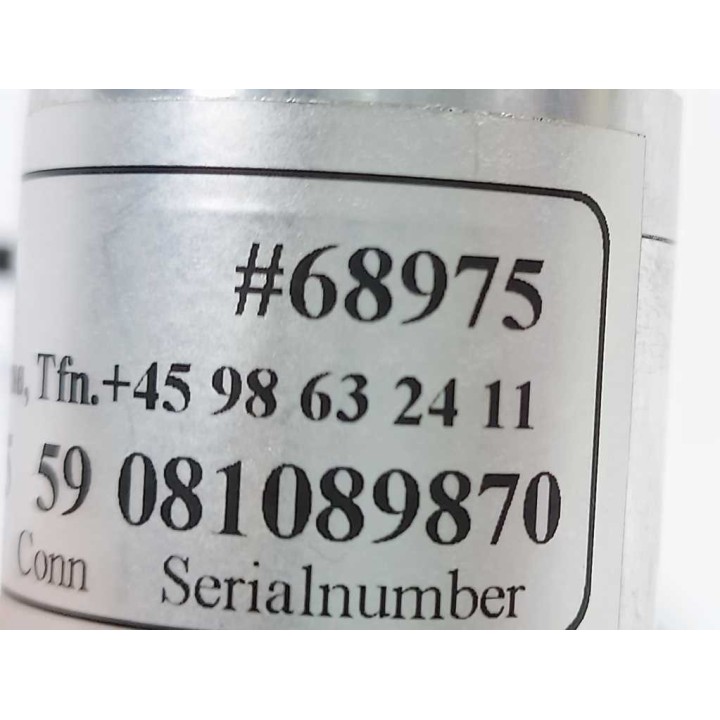 #68975
Tfn.+45 98 63 24 11
59 081089870
Conn Serialnumber